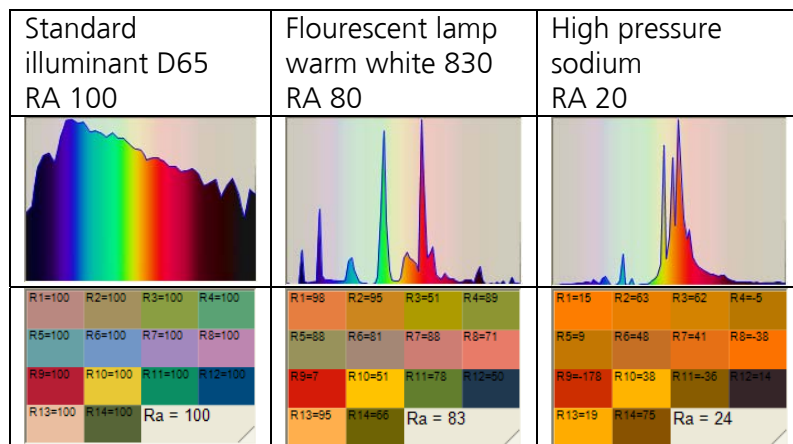 Standard
illuminant D65
RA 100
Flourescent lamp
warm white 830
RA 80
High pressure
sodium
RA 20
R1=100 R2=100 R3=100 R4=100
R5=100 R6=100 R7=100 R8=100
R9=100 R10=100 R11=100 R12=100
R13=100 R14=100 Ra = 100
R1=98 R2=95 R3=51 R4=89
R5=88 R6=81 R7=88 R8=71
R9=7 R10=51 R11=78 R12=50
R13=95 R14=66 Ra = 83
R1=15 R2=63 R3=62 R4=-5
R5=9 R6=48 R7=41 R8=-38
R9=-178 R10=38 R11=-36 R12=14
R13=19 R14=75 Ra = 24